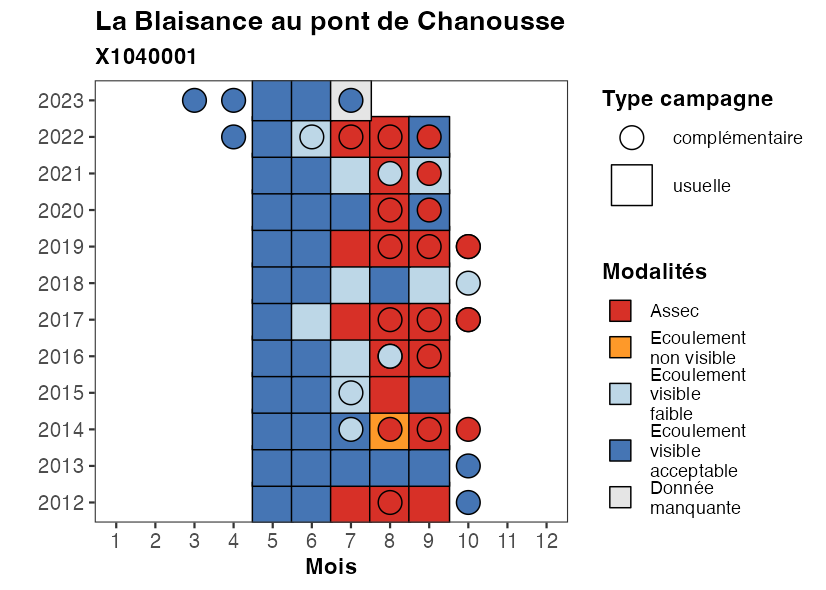 La Blaisance au pont de Chanousse
X1040001
2023
2022
2021
2020
2019
2018
2017
2016
2015
2014
2013
2012
1 2 3 4 5 6 7 8 9 10 11 12
Mois
Type campagne
complémentaire
usuelle
Modalités
Assec
Ecoulement
non visible
Ecoulement
visible
faible
Ecoulement
visible
acceptable
Donnée
manquante